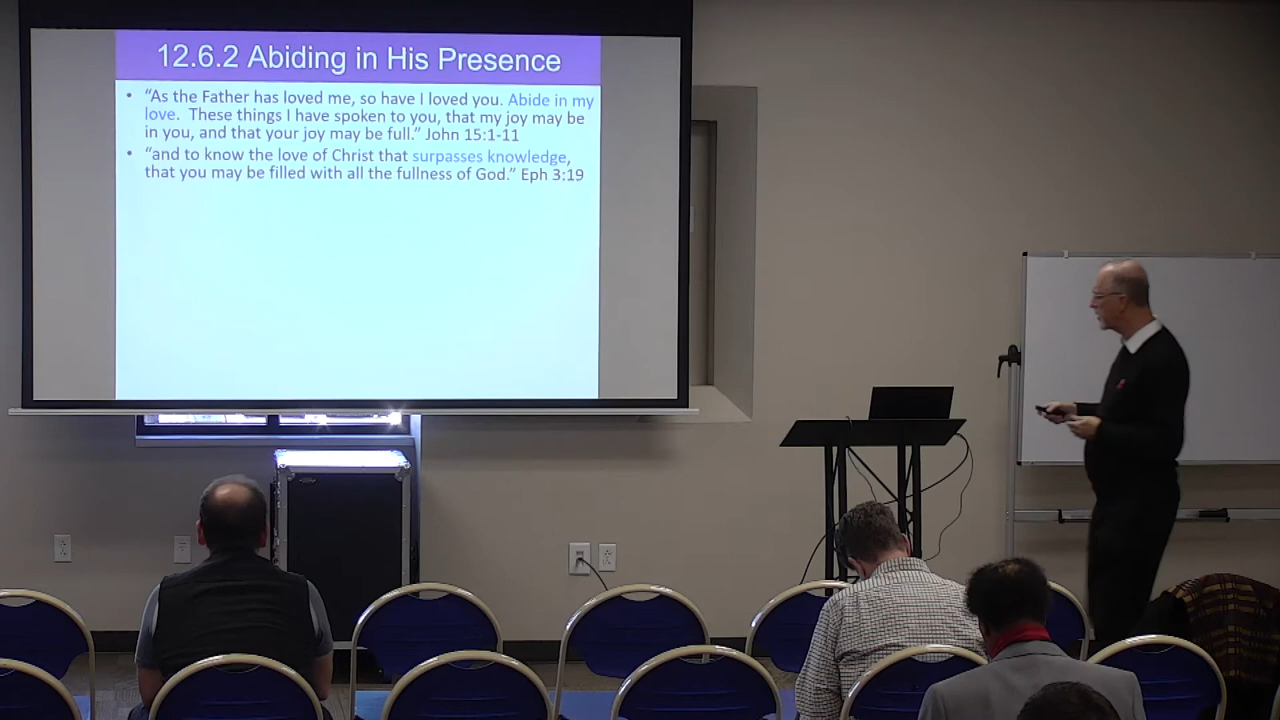 12.6.2 Abiding in His Presence
• “As the Father has loved me, so have I loved you. Abide in my
love.  These things I have spoken to you, that my joy may be
in you, and that your joy may be full.” John 15:1-11
• “and to know the love of Christ that surpasses knowledge,
that you may be filled with all the fullness of God.” Eph 3:19